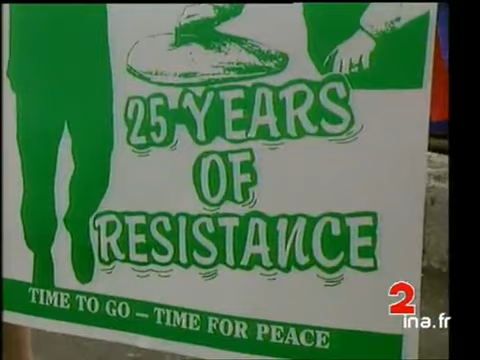 25 YEARS
OF
RESISTANCE
TIME TO GO – TIME FOR PEACE
2
ina.fr